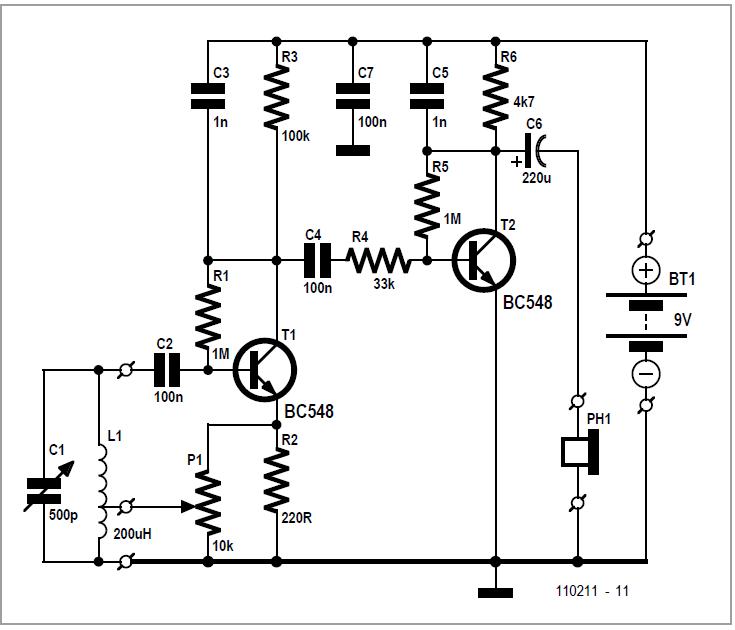 C3
1n
R3
100k
C7
100n
C5
1n
R6
4k7
C6
+
220u
R5
1M
T2
BC548
C4
100n
R4
33k
R1
1M
C2
100n
T1
BC548
BT1
9V
+
−
C1
500p
L1
200uH
P1
10k
R2
220R
PH1
110211 - 11